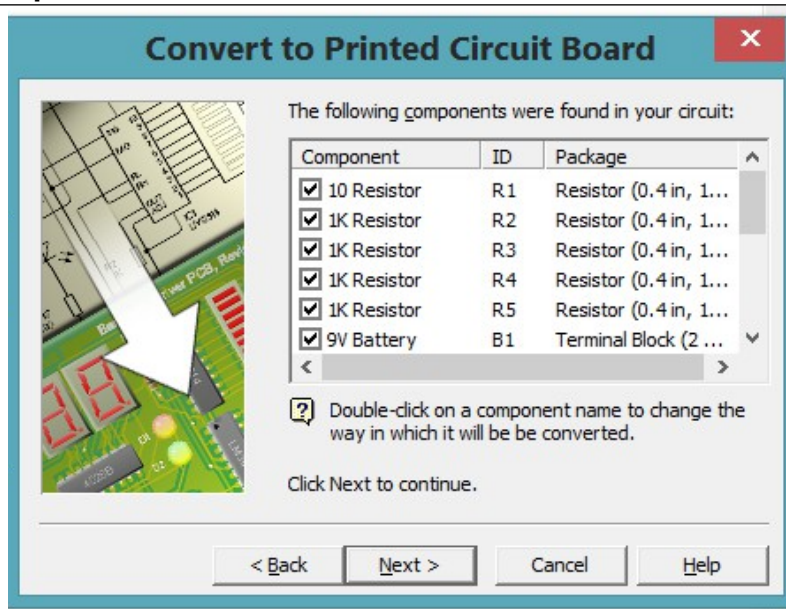 Convert to Printed Circuit Board
The following components were found in your circuit:
Component ID Package
10 Resistor R1 Resistor (0.4 in, 1...
1K Resistor R2 Resistor (0.4 in, 1...
1K Resistor R3 Resistor (0.4 in, 1...
1K Resistor R4 Resistor (0.4 in, 1...
1K Resistor R5 Resistor (0.4 in, 1...
9V Battery B1 Terminal Block (2 ...
Double-click on a component name to change the
way in which it will be be converted.
Click Next to continue.
< Back Next > Cancel Help